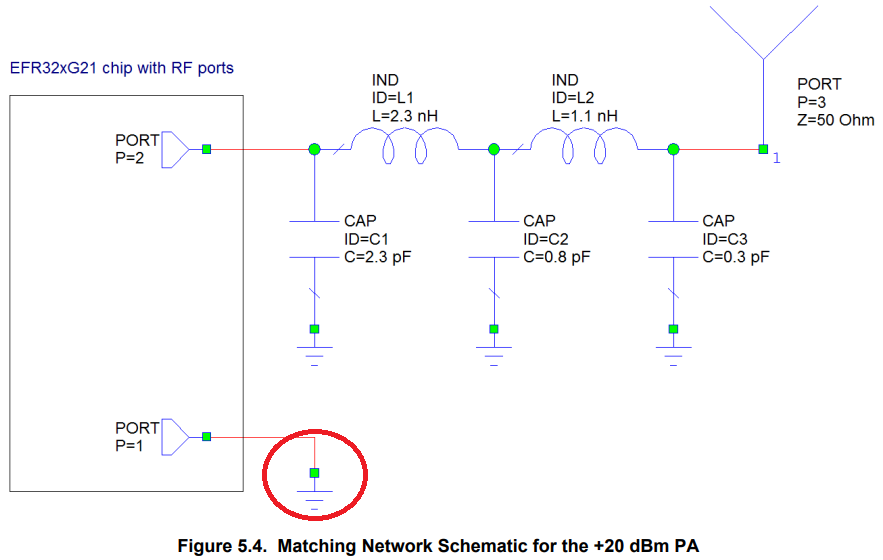 EFR32xG21 chip with RF ports
IND
ID=L1
L=2.3 nH
IND
ID=L2
L=1.1 nH
PORT
P=3
Z=50 Ohm
PORT
P=2
1
CAP
ID=C1
C=2.3 pF
CAP
ID=C2
C=0.8 pF
CAP
ID=C3
C=0.3 pF
PORT
P=1
Figure 5.4.  Matching Network Schematic for the +20 dBm PA